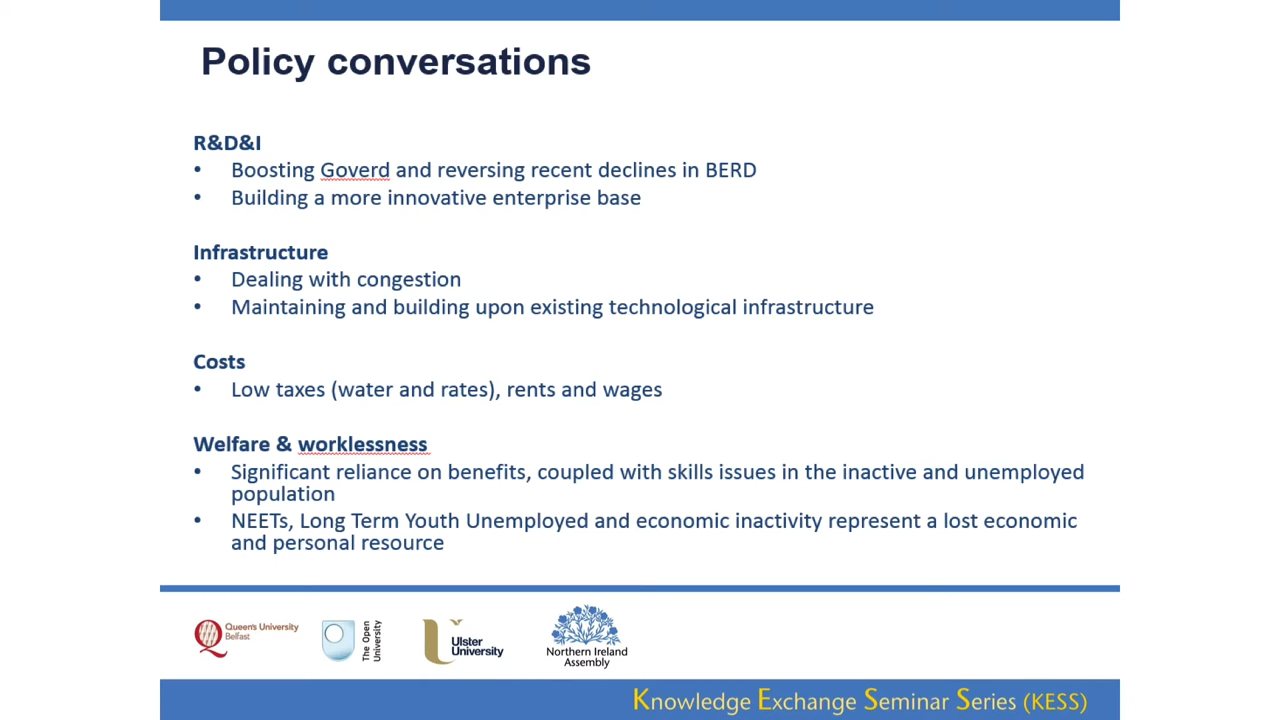 Policy conversations
R&D&I
• Boosting Goverd and reversing recent declines in BERD
• Building a more innovative enterprise base
Infrastructure
• Dealing with congestion
• Maintaining and building upon existing technological infrastructure
Costs
• Low taxes (water and rates), rents and wages
Welfare & worklessness
• Significant reliance on benefits, coupled with skills issues in the inactive and unemployed
population
• NEETs, Long Term Youth Unemployed and economic inactivity represent a lost economic
and personal resource
Queen's University
Belfast
The Open
University
Ulster
University
Northern Ireland
Assembly
Knowledge Exchange Seminar Series (KESS)